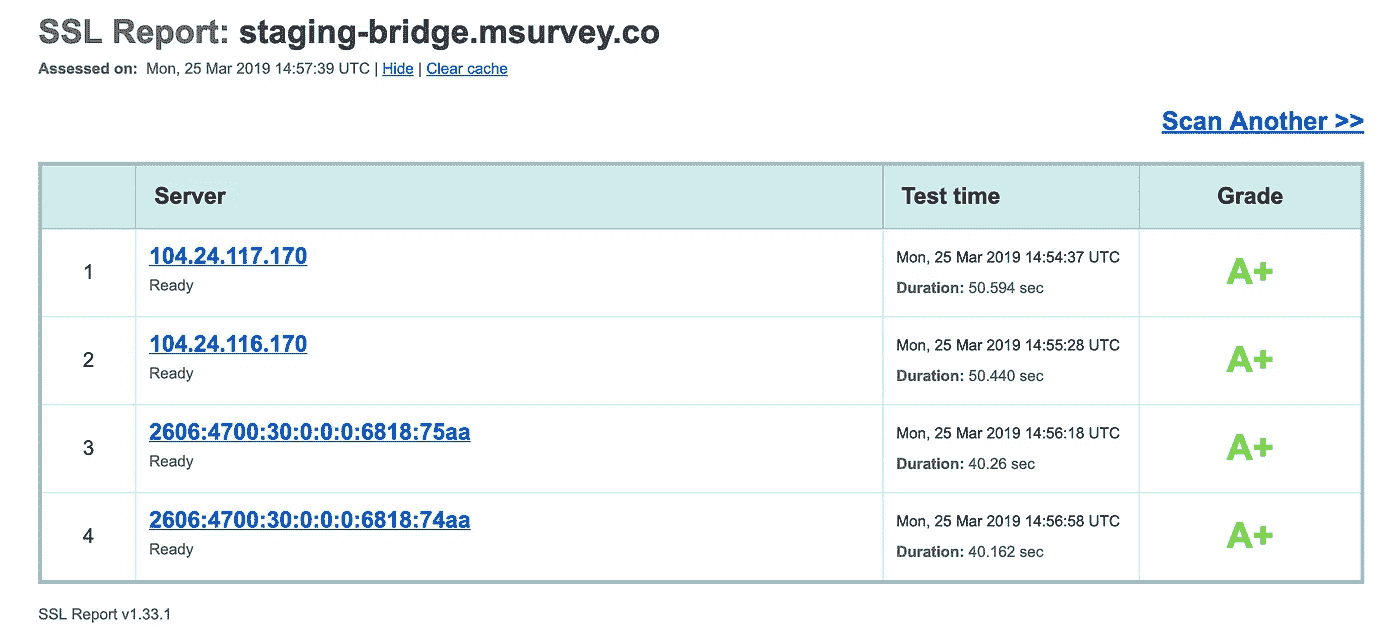 SSL Report: staging-bridge.msurvey.co
Assessed on: Mon, 25 Mar 2019 14:57:39 UTC | Hide | Clear cache
Scan Another >>
Server Test time Grade
1 104.24.117.170 Ready Mon, 25 Mar 2019 14:54:37 UTC Duration: 50.594 sec A+
2 104.24.116.170 Ready Mon, 25 Mar 2019 14:55:28 UTC Duration: 50.440 sec A+
3 2606:4700:30:0:0:0:6818:75aa Ready Mon, 25 Mar 2019 14:56:18 UTC Duration: 40.26 sec A+
4 2606:4700:30:0:0:0:6818:74aa Ready Mon, 25 Mar 2019 14:56:58 UTC Duration: 40.162 sec A+
SSL Report v1.33.1